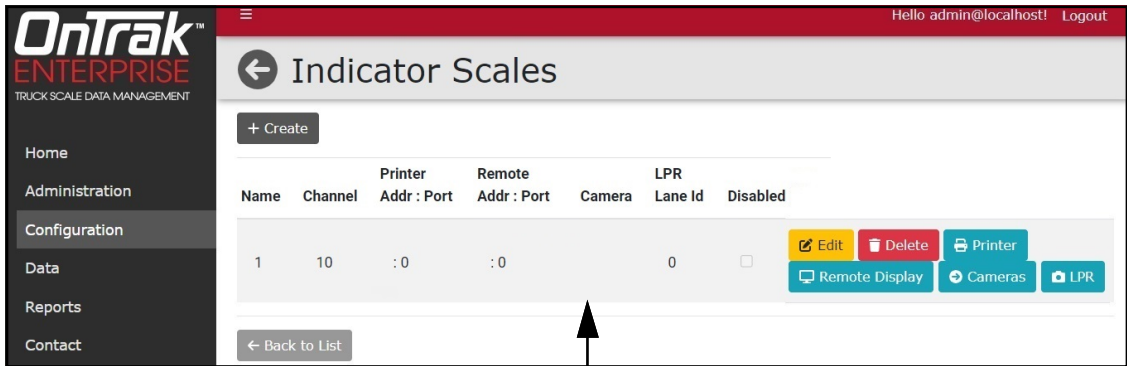 OnTrak™
ENTERPRISE
TRUCK SCALE DATA MANAGEMENT
Home
Administration
Configuration
Data
Reports
Contact
Hello admin@localhost! Logout
Indicator Scales
+ Create
Name Channel Printer Addr : Port Remote Addr : Port Camera LPR Lane Id Disabled
1 10 : 0 : 0 0
Edit Delete Printer
Remote Display Cameras LPR
← Back to List